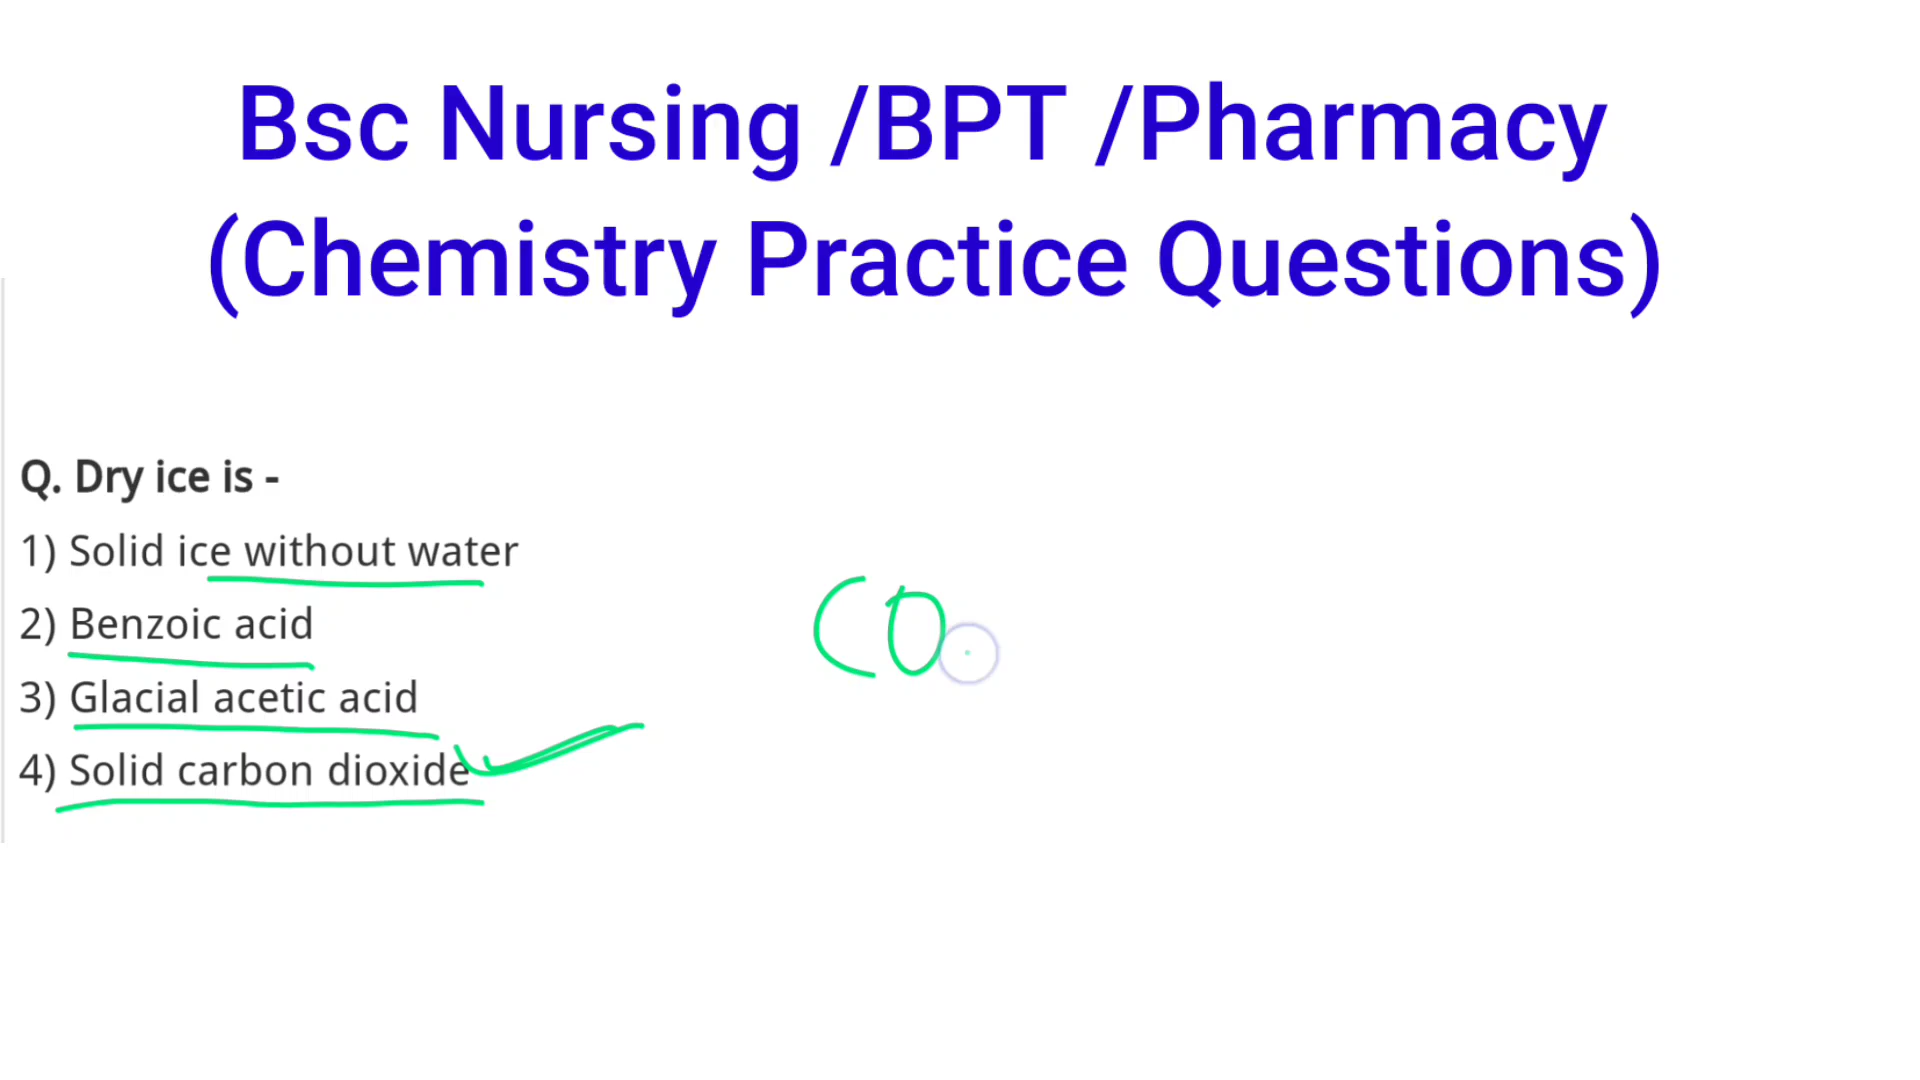 Bsc Nursing /BPT /Pharmacy
(Chemistry Practice Questions)
Q. Dry ice is -
1) Solid ice without water
2) Benzoic acid
CO
3) Glacial acetic acid
4) Solid carbon dioxide